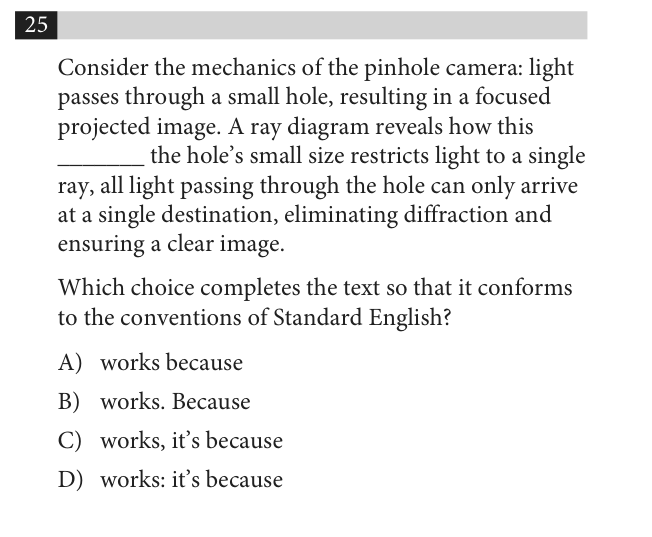 25
Consider the mechanics of the pinhole camera: light
passes through a small hole, resulting in a focused
projected image. A ray diagram reveals how this
_______ the hole’s small size restricts light to a single
ray, all light passing through the hole can only arrive
at a single destination, eliminating diffraction and
ensuring a clear image.
Which choice completes the text so that it conforms
to the conventions of Standard English?
A) works because
B) works. Because
C) works, it’s because
D) works: it’s because